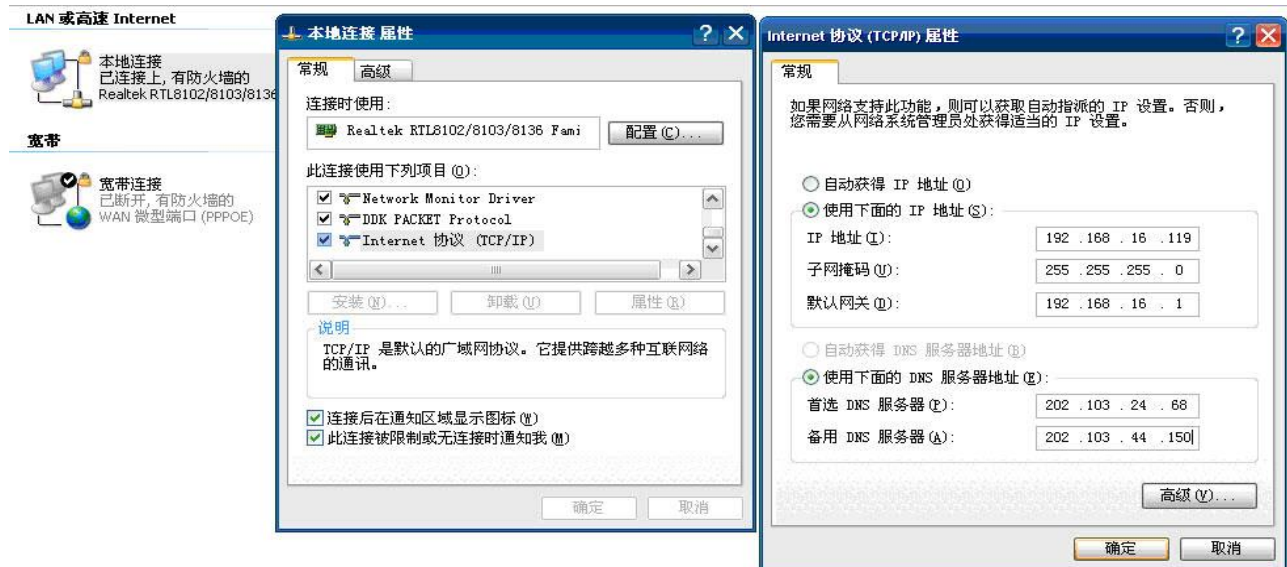 LAN 或高速 Internet
本地连接
已连接上, 有防火墙的
Realtek RTL8102/8103/8136
宽带
宽带连接
已断开, 有防火墙的
WAN 微型端口 (PPPOE)
本地连接 属性
常规
高级
连接时使用:
Realtek RTL8102/8103/8136 Fami
配置(C)...
此连接使用下列项目(O):
Network Monitor Driver
DDK PACKET Protocol
Internet 协议 (TCP/IP)
安装(N)...
卸载(U)
属性(R)
说明
TCP/IP 是默认的广域网协议。它提供跨越多种互联网络
的通讯。
连接后在通知区域显示图标(W)
此连接被限制或无连接时通知我(M)
确定
取消
Internet 协议 (TCP/IP) 属性
常规
如果网络支持此功能，则可以获取自动指派的 IP 设置。否则，
您需要从网络系统管理员处获得适当的 IP 设置。
自动获得 IP 地址(O)
使用下面的 IP 地址(S):
IP 地址(I):
192 .168 . 16 .119
子网掩码(U):
255 .255 .255 . 0
默认网关(D):
192 .168 . 16 . 1
自动获得 DNS 服务器地址(B)
使用下面的 DNS 服务器地址(E):
首选 DNS 服务器(P):
202 .103 . 24 . 68
备用 DNS 服务器(A):
202 .103 . 44 .150
高级(V)...
确定
取消